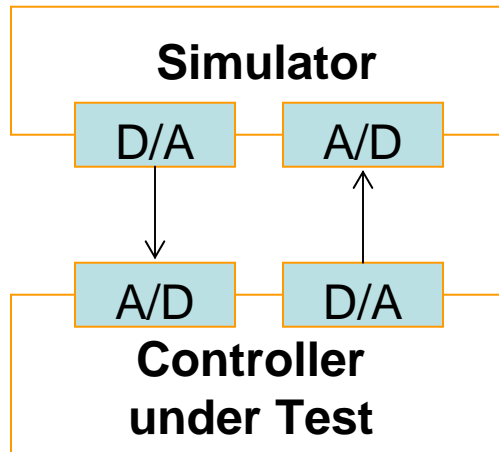 Simulator
D/A A/D
A/D D/A
Controller
under Test